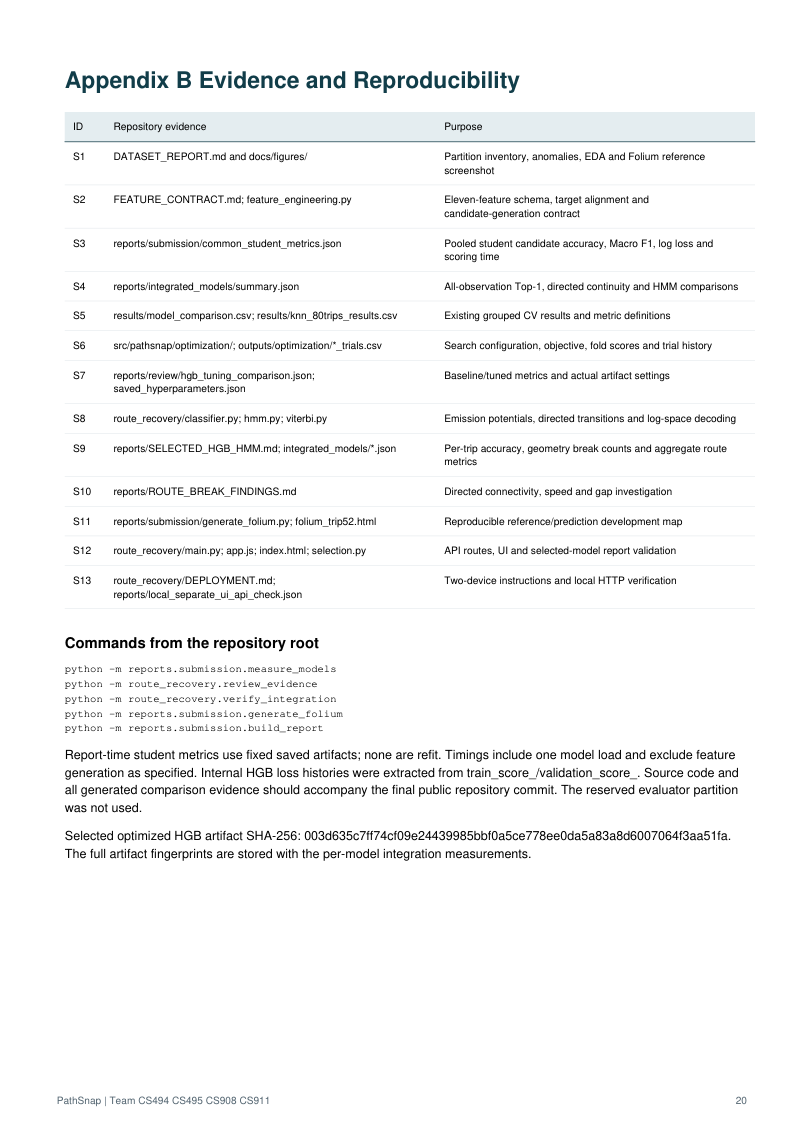 Appendix B Evidence and Reproducibility
ID Repository evidence Purpose
S1 DATASET_REPORT.md and docs/figures/ Partition inventory, anomalies, EDA and Folium reference
screenshot
S2 FEATURE_CONTRACT.md; feature_engineering.py Eleven-feature schema, target alignment and
candidate-generation contract
S3 reports/submission/common_student_metrics.json Pooled student candidate accuracy, Macro F1, log loss and
scoring time
S4 reports/integrated_models/summary.json All-observation Top-1, directed continuity and HMM comparisons
S5 results/model_comparison.csv; results/knn_80trips_results.csv Existing grouped CV results and metric definitions
S6 src/pathsnap/optimization/; outputs/optimization/*_trials.csv Search configuration, objective, fold scores and trial history
S7 reports/review/hgb_tuning_comparison.json; Baseline/tuned metrics and actual artifact settings
saved_hyperparameters.json
S8 route_recovery/classifier.py; hmm.py; viterbi.py Emission potentials, directed transitions and log-space decoding
S9 reports/SELECTED_HGB_HMM.md; integrated_models/*.json Per-trip accuracy, geometry break counts and aggregate route
metrics
S10 reports/ROUTE_BREAK_FINDINGS.md Directed connectivity, speed and gap investigation
S11 reports/submission/generate_folium.py; folium_trip52.html Reproducible reference/prediction development map
S12 route_recovery/main.py; app.js; index.html; selection.py API routes, UI and selected-model report validation
S13 route_recovery/DEPLOYMENT.md; Two-device instructions and local HTTP verification
reports/local_separate_ui_api_check.json
Commands from the repository root
python -m reports.submission.measure_models
python -m route_recovery.review_evidence
python -m route_recovery.verify_integration
python -m reports.submission.generate_folium
python -m reports.submission.build_report
Report-time student metrics use fixed saved artifacts; none are refit. Timings include one model load and exclude feature
generation as specified. Internal HGB loss histories were extracted from train_score_/validation_score_. Source code and
all generated comparison evidence should accompany the final public repository commit. The reserved evaluator partition
was not used.
Selected optimized HGB artifact SHA-256: 003d635c7ff74cf09e24439985bbf0a5ce778ee0da5a83a8d6007064f3aa51fa.
The full artifact fingerprints are stored with the per-model integration measurements.
PathSnap | Team CS494 CS495 CS908 CS911 20